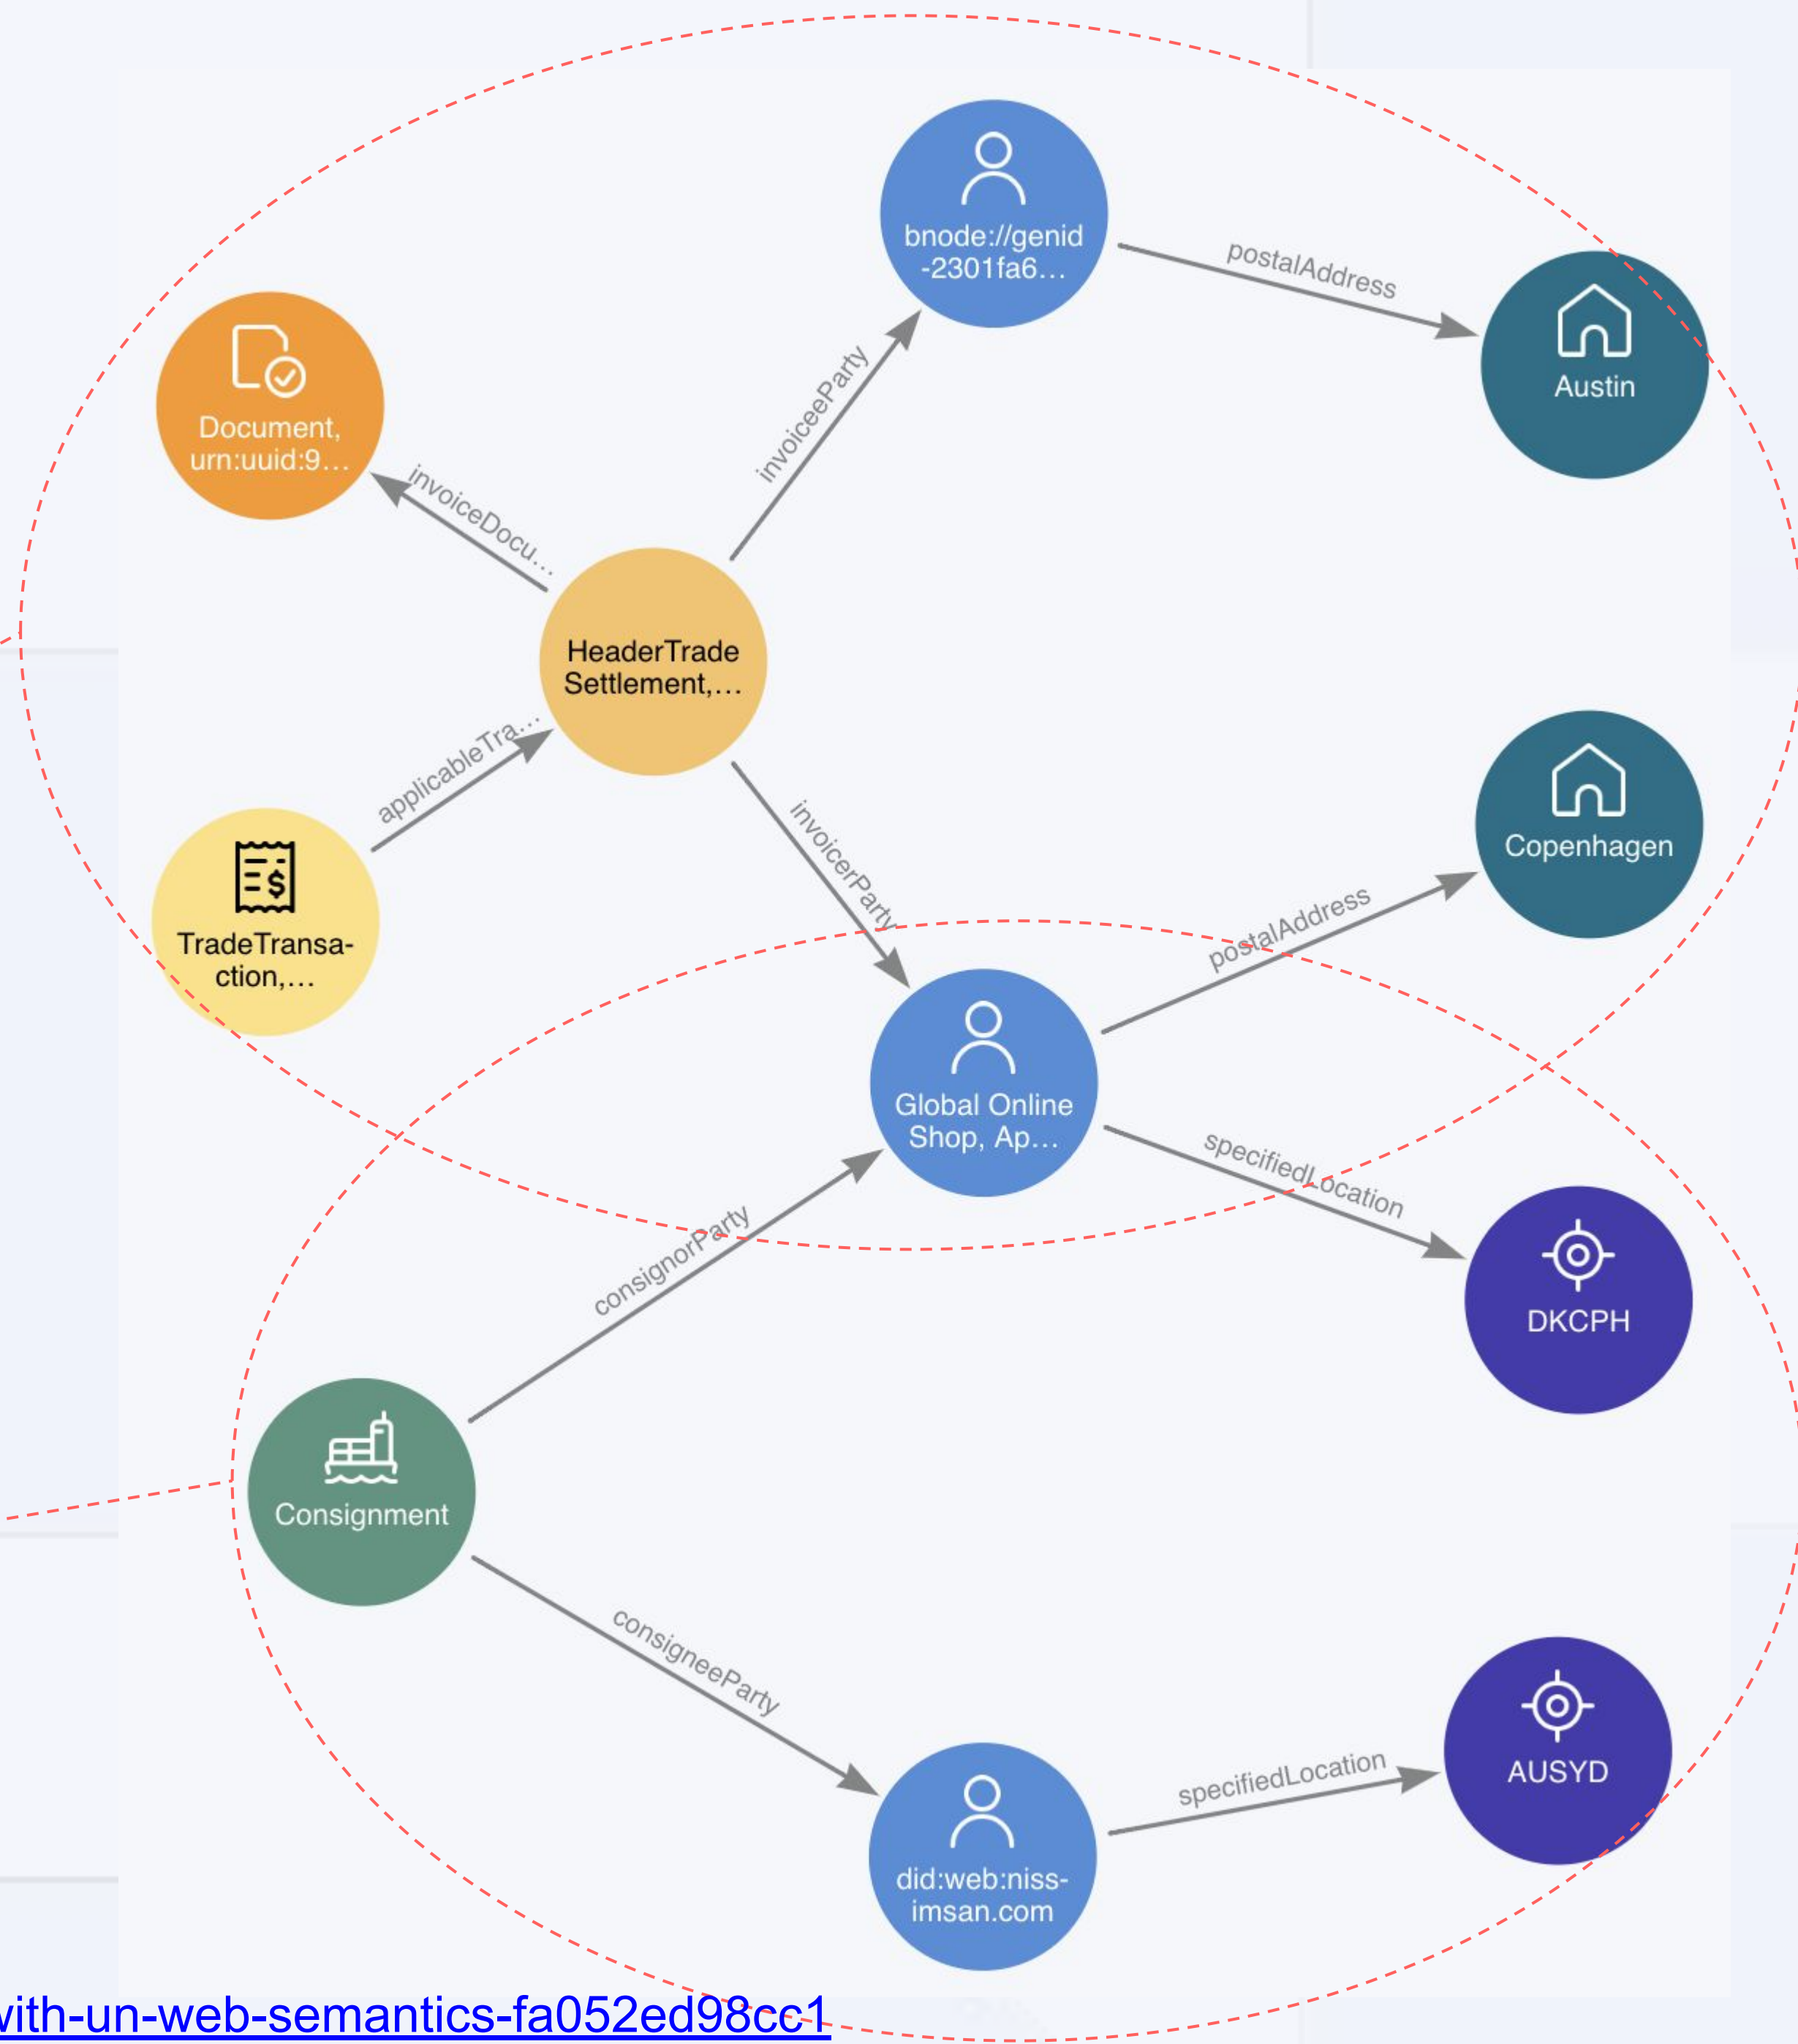 bnode://genid
-2301fa6…
postalAddress
Austin
Document,
urn:uuid:9…
invoiceeParty
invoiceDocu…
HeaderTrade
Settlement,…
applicableTra…
invoicerParty
Copenhagen
TradeTransa-
ction,…
postalAddress
Global Online
Shop, Ap…
specifiedLocation
consignorParty
DKCPH
Consignment
consigneeParty
specifiedLocation
AUSYD
did:web:niss-
imsan.com
with-un-web-semantics-fa052ed98cc1